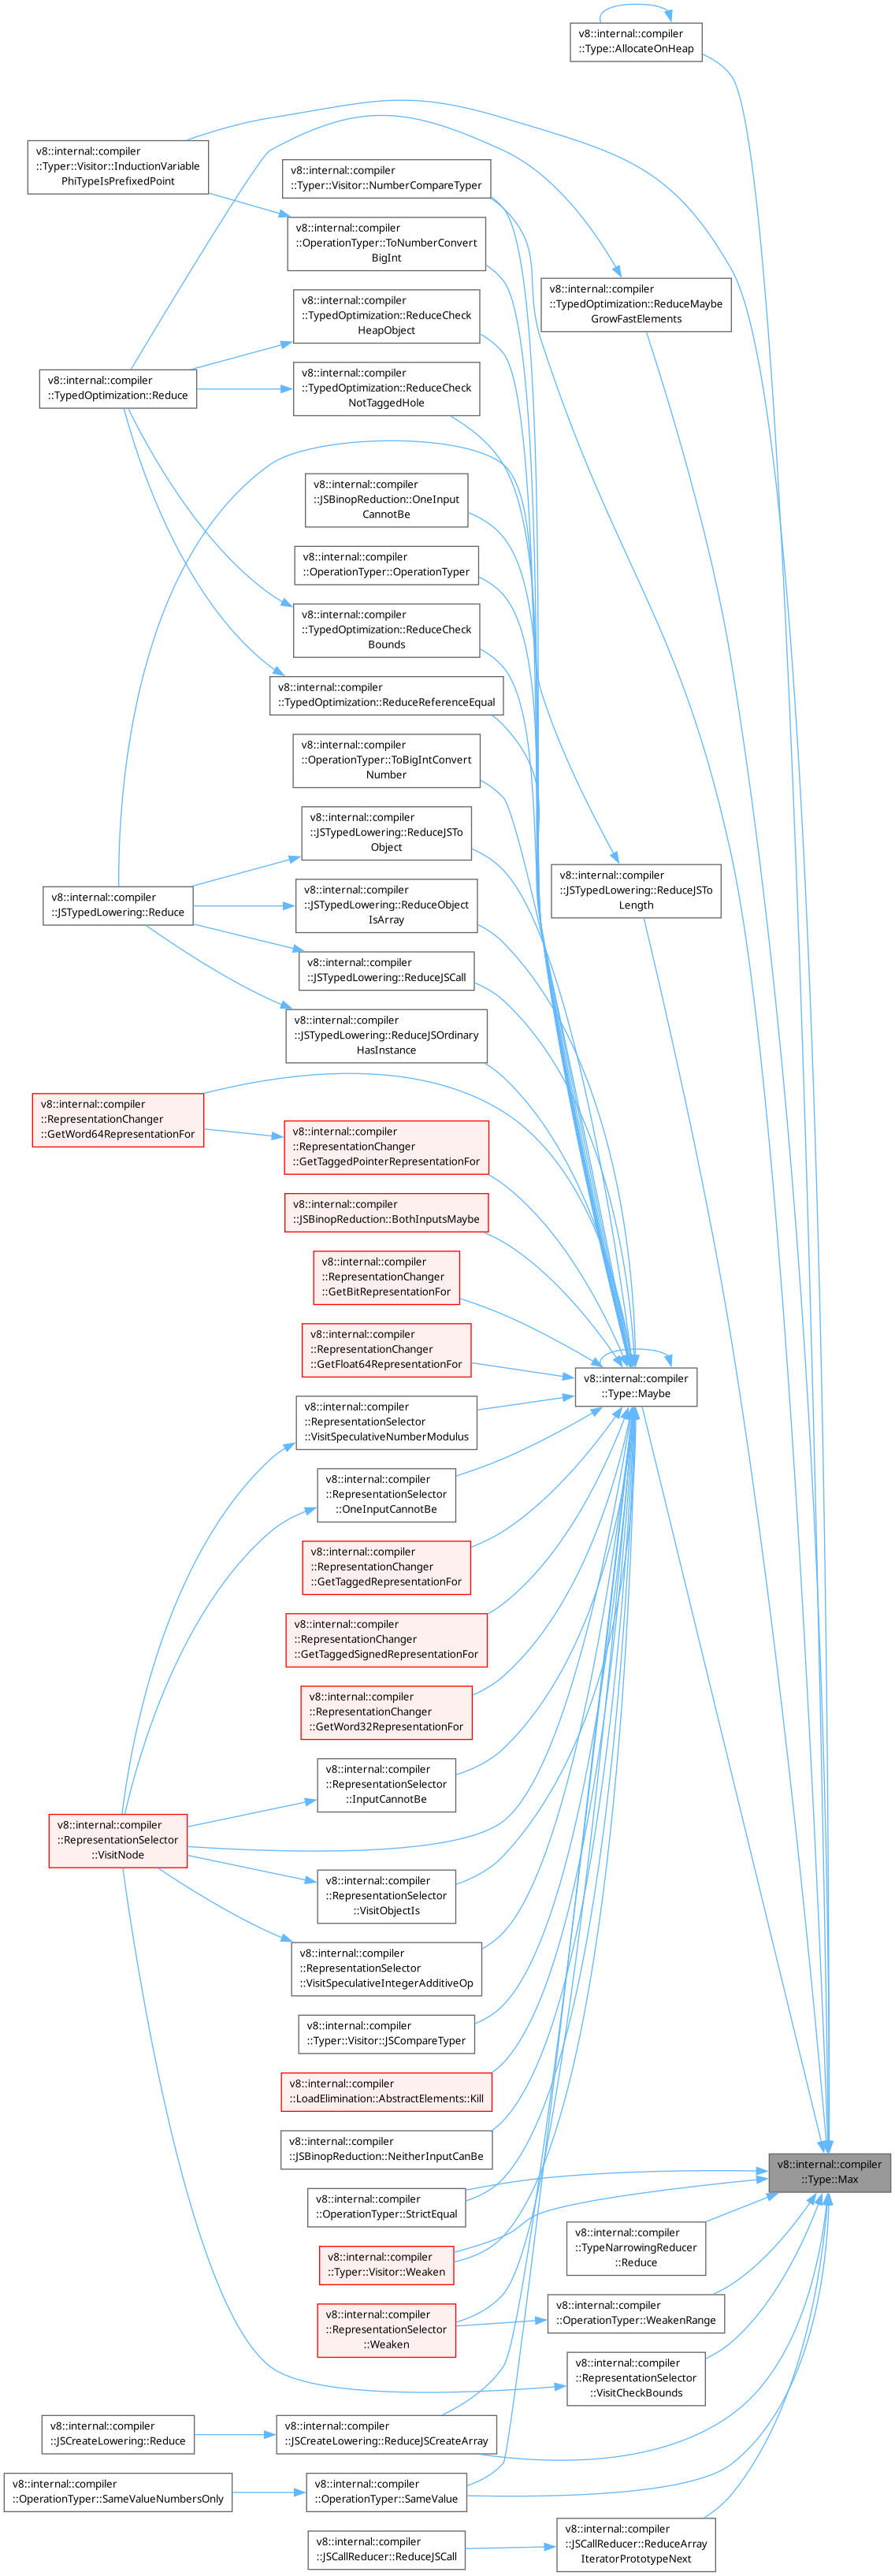 v8::internal::compiler
::Type::AllocateOnHeap
v8::internal::compiler
::Typer::Visitor::InductionVariable
PhiTypeIsPrefixedPoint
v8::internal::compiler
::Typer::Visitor::NumberCompareTyper
v8::internal::compiler
::OperationTyper::ToNumberConvert
BigInt
v8::internal::compiler
::TypedOptimization::ReduceMaybe
GrowFastElements
v8::internal::compiler
::TypedOptimization::ReduceCheck
HeapObject
v8::internal::compiler
::TypedOptimization::Reduce
v8::internal::compiler
::TypedOptimization::ReduceCheck
NotTaggedHole
v8::internal::compiler
::JSBinopReduction::OneInput
CannotBe
v8::internal::compiler
::OperationTyper::OperationTyper
v8::internal::compiler
::TypedOptimization::ReduceCheck
Bounds
v8::internal::compiler
::TypedOptimization::ReduceReferenceEqual
v8::internal::compiler
::OperationTyper::ToBigIntConvert
Number
v8::internal::compiler
::JSTypedLowering::ReduceJSTo
Object
v8::internal::compiler
::JSTypedLowering::ReduceJSTo
Length
v8::internal::compiler
::JSTypedLowering::Reduce
v8::internal::compiler
::JSTypedLowering::ReduceObject
IsArray
v8::internal::compiler
::JSTypedLowering::ReduceJSCall
v8::internal::compiler
::JSTypedLowering::ReduceJSOrdinary
HasInstance
v8::internal::compiler
::RepresentationChanger
::GetWord64RepresentationFor
v8::internal::compiler
::RepresentationChanger
::GetTaggedPointerRepresentationFor
v8::internal::compiler
::JSBinopReduction::BothInputsMaybe
v8::internal::compiler
::RepresentationChanger
::GetBitRepresentationFor
v8::internal::compiler
::RepresentationChanger
::GetFloat64RepresentationFor
v8::internal::compiler
::Type::Maybe
v8::internal::compiler
::RepresentationSelector
::VisitSpeculativeNumberModulus
v8::internal::compiler
::RepresentationSelector
::OneInputCannotBe
v8::internal::compiler
::RepresentationChanger
::GetTaggedRepresentationFor
v8::internal::compiler
::RepresentationChanger
::GetTaggedSignedRepresentationFor
v8::internal::compiler
::RepresentationChanger
::GetWord32RepresentationFor
v8::internal::compiler
::RepresentationSelector
::InputCannotBe
v8::internal::compiler
::RepresentationSelector
::VisitNode
v8::internal::compiler
::RepresentationSelector
::VisitObjectIs
v8::internal::compiler
::RepresentationSelector
::VisitSpeculativeIntegerAdditiveOp
v8::internal::compiler
::Typer::Visitor::JSCompareTyper
v8::internal::compiler
::LoadElimination::AbstractElements::Kill
v8::internal::compiler
::JSBinopReduction::NeitherInputCanBe
v8::internal::compiler
::Type::Max
v8::internal::compiler
::OperationTyper::StrictEqual
v8::internal::compiler
::TypeNarrowingReducer
::Reduce
v8::internal::compiler
::Typer::Visitor::Weaken
v8::internal::compiler
::OperationTyper::WeakenRange
v8::internal::compiler
::RepresentationSelector
::Weaken
v8::internal::compiler
::RepresentationSelector
::VisitCheckBounds
v8::internal::compiler
::JSCreateLowering::Reduce
v8::internal::compiler
::JSCreateLowering::ReduceJSCreateArray
v8::internal::compiler
::OperationTyper::SameValueNumbersOnly
v8::internal::compiler
::OperationTyper::SameValue
v8::internal::compiler
::JSCallReducer::ReduceJSCall
v8::internal::compiler
::JSCallReducer::ReduceArray
IteratorPrototypeNext